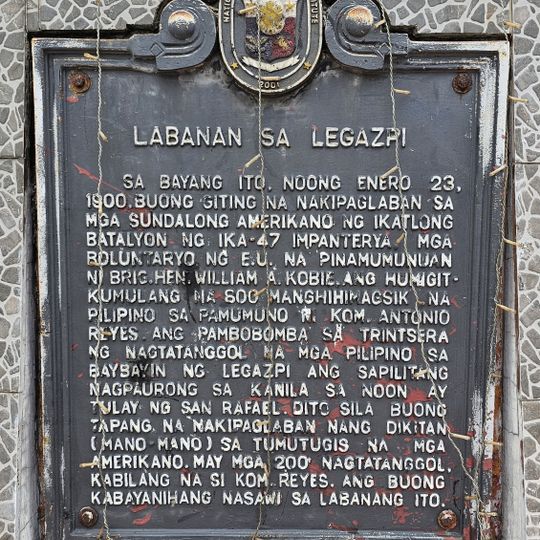 NATIONAL
INSTITUTE
2001
LABANAN SA LEGAZPI
SA BAYANG ITO, NOONG ENERO 23,
1900.BUONG GITING NA NAKIPAGLABAN SA
MGA SUNDALONG AMERIKANO NG IKATLONG
BATALYON NG IKA-47 IMPANTERYA. MGA
BOLUNTARYO NG E.U. NA PINAMUMUNUAN
NI BRIG.HEN.WILLIAM A.KOBIE.ANG HUMIGIT-
KUMULANG NA 600 MANGHIHIMAGSIK NA
PILIPINO SA PAMUMUNO NI KOM. ANTONIO
REYES. ANG PAMBOBOMBA SA TRINTSERA
NG NAGTATANGGOL NA MGA PILIPINO SA
BAYBAYIN NG LEGAZPI ANG SAPILITANG
NAGPAURONG SA KANILA SA NOON AY
TULAY NG SAN RAFAEL. DITO SILA BUONG
TAPANG NA NAKIPAGLABAN NANG DIKITAN
(MANO MANO) SA TUMUTUGIS NA MGA
AMERIKANO. MAY MGA 200 NAGTATANGGOL,
KABILANG NA SI KOM.REYES. ANG BUONG
KABAYANIHANG NASAWI SA LABANANG ITO.